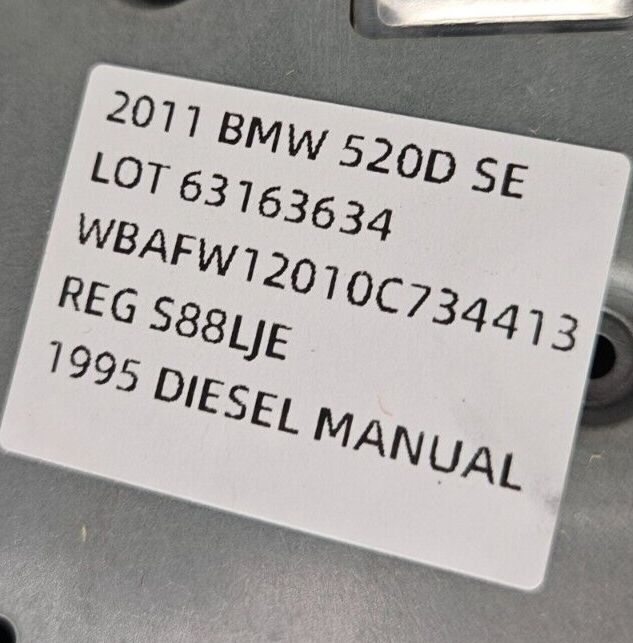 2011 BMW 520D SE
LOT 63163634
WBAFW12010C734413
REG S88LJE
1995 DIESEL MANUAL